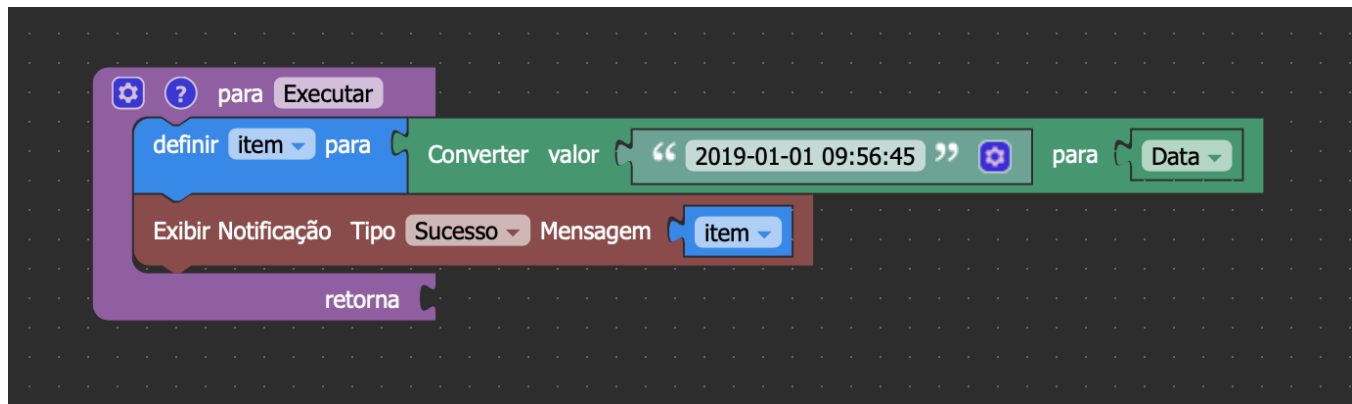 ? para Executar
definir item para Converter valor “ 2019-01-01 09:56:45 ” para Data
Exibir Notificação Tipo Sucesso Mensagem item
retorna